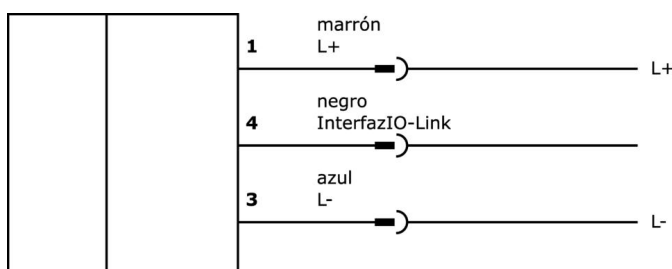 marrón
1 L+
L+
negro
4 InterfazIO-Link
azul
3 L-
L-